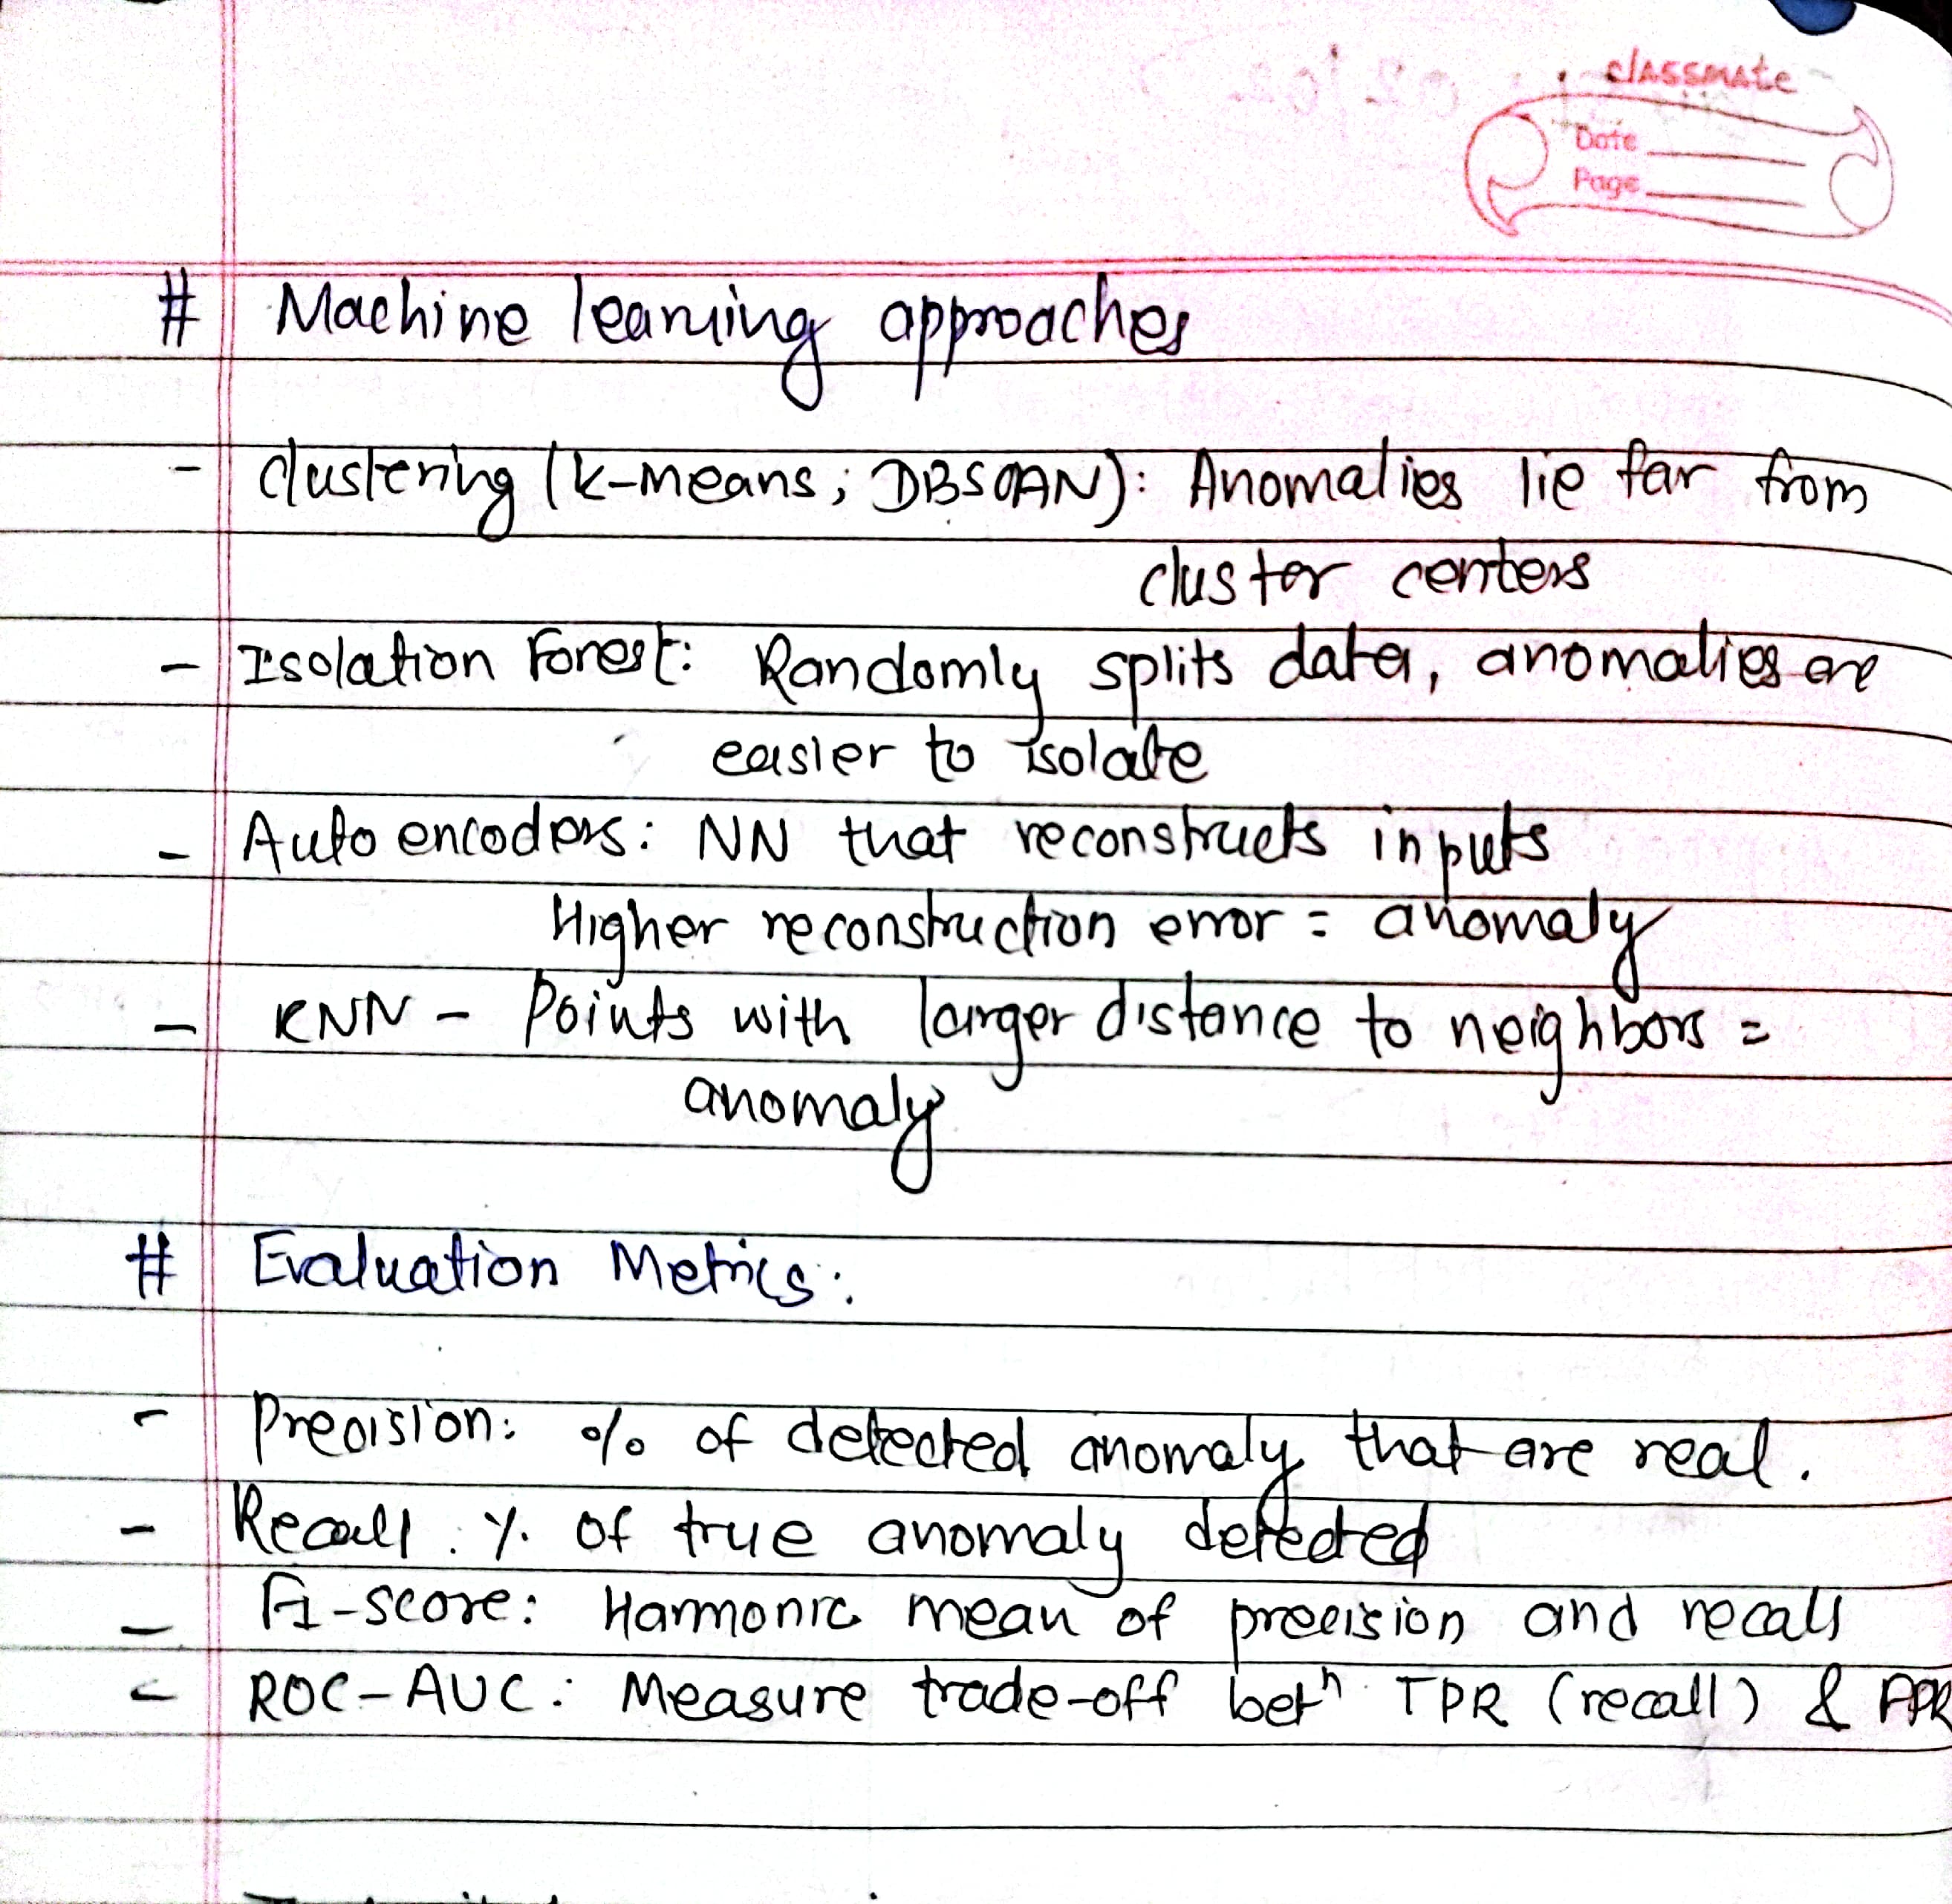 classmate
Date
Page
# Machine learning approaches
- Clustering (K-means; DBSCAN): Anomalies lie far from
cluster centers
- Isolation Forest: Randomly splits data, anomalies are
easier to isolate
- Auto encoders: NN that reconstructs inputs
Higher reconstruction error = anomaly
- KNN - Points with larger distance to neighbors =
anomaly
# Evaluation Metrics:
- Precision: % of detected anomaly that are real.
- Recall : % of true anomaly detected
- F1-score: Harmonic mean of precision and recall
- ROC-AUC: Measure trade-off betn TPR (recall) & FPR